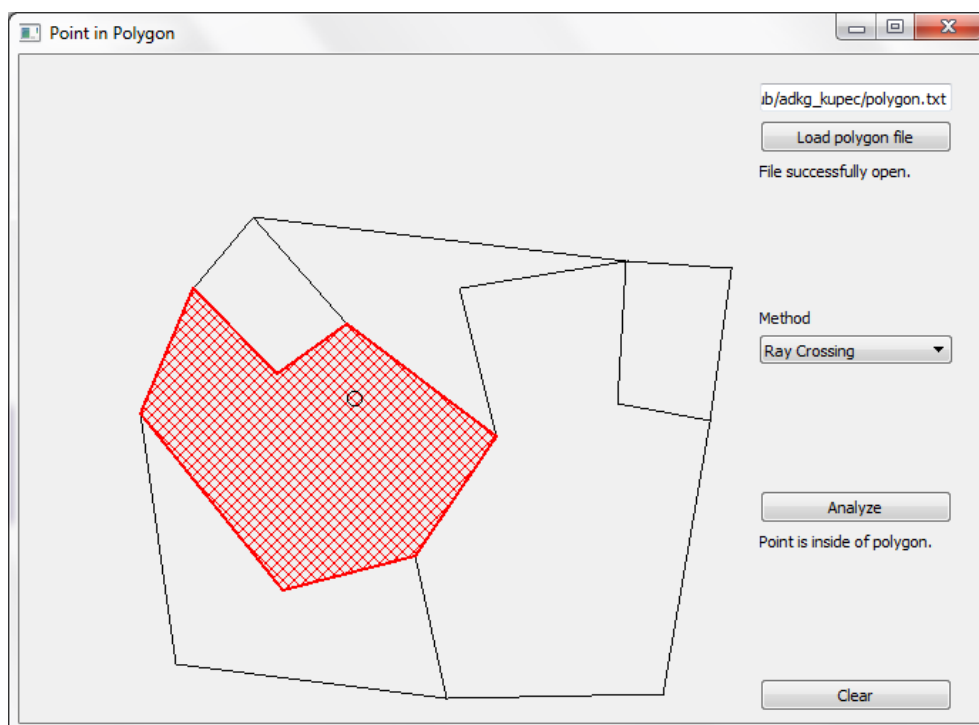 Point in Polygon
ub/adkg_kupec/polygon.txt
Load polygon file
File successfully open.
Method
Ray Crossing
Analyze
Point is inside of polygon.
Clear